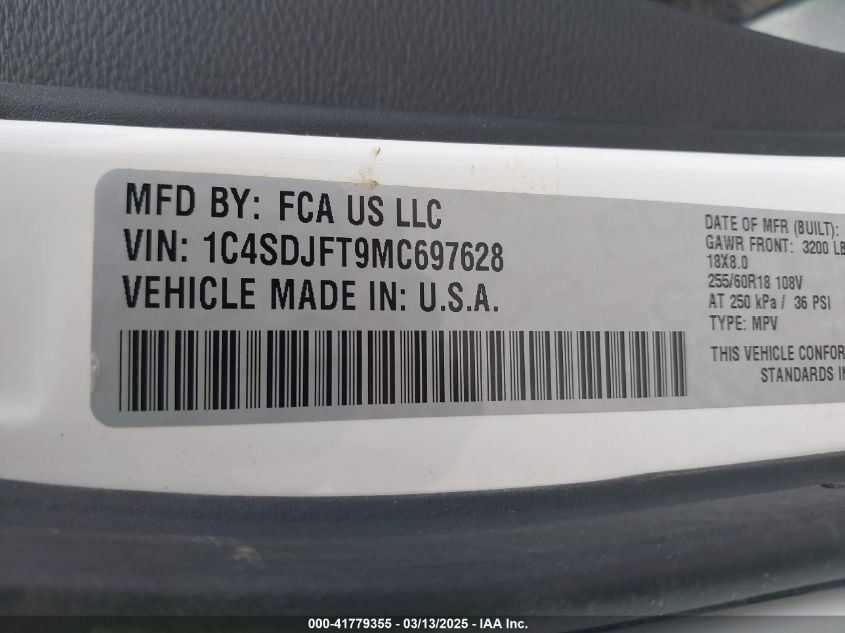 MFD BY: FCA US LLC
VIN: 1C4SDJFT9MC697628
VEHICLE MADE IN: U.S.A.
DATE OF MFR (BUILT):
GAWR FRONT: 3200 LB
18X8.0
255/60R18 108V
AT 250 kPa / 36 PSI
TYPE: MPV
THIS VEHICLE CONFOR
STANDARDS IN
000-41779355 - 03/13/2025 - IAA Inc.